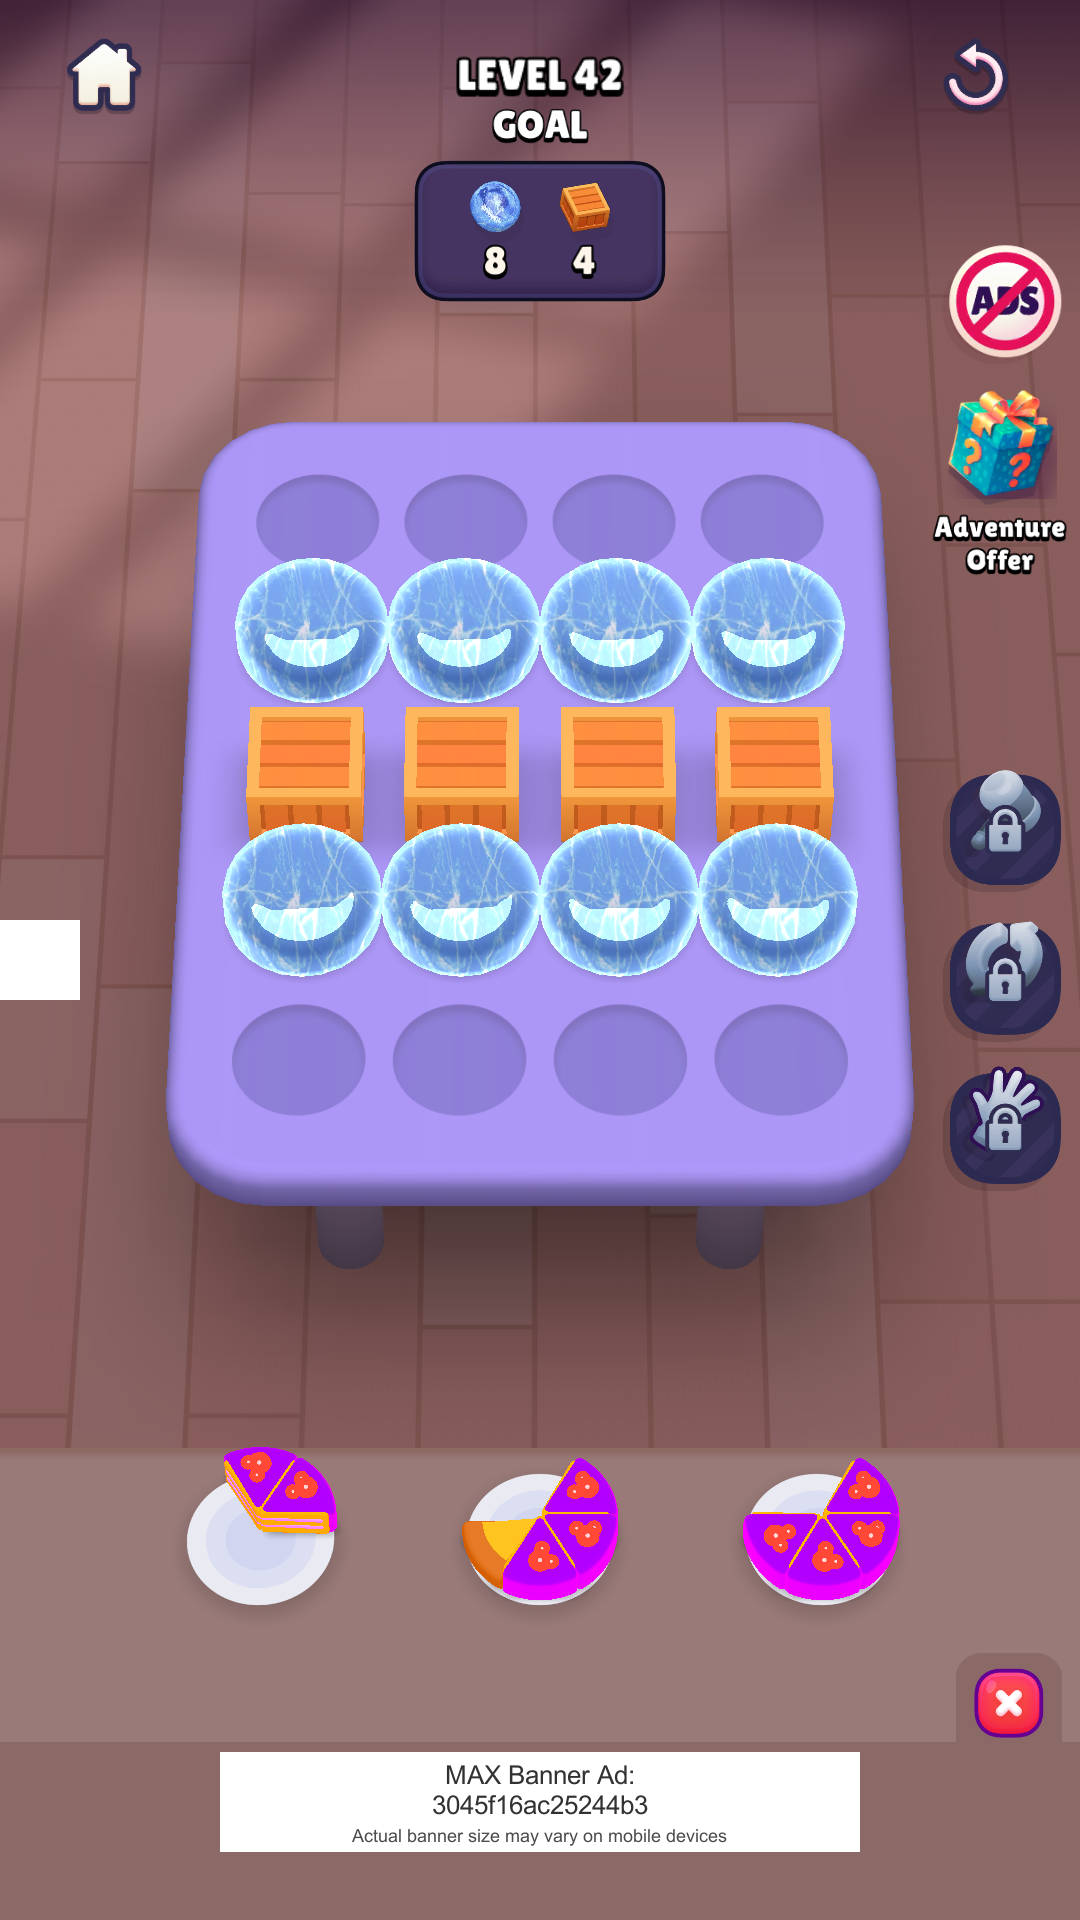 LEVEL 42
GOAL
8 4
ADS
? ?
Adventure
Offer
MAX Banner Ad:
3045f16ac25244b3
Actual banner size may vary on mobile devices